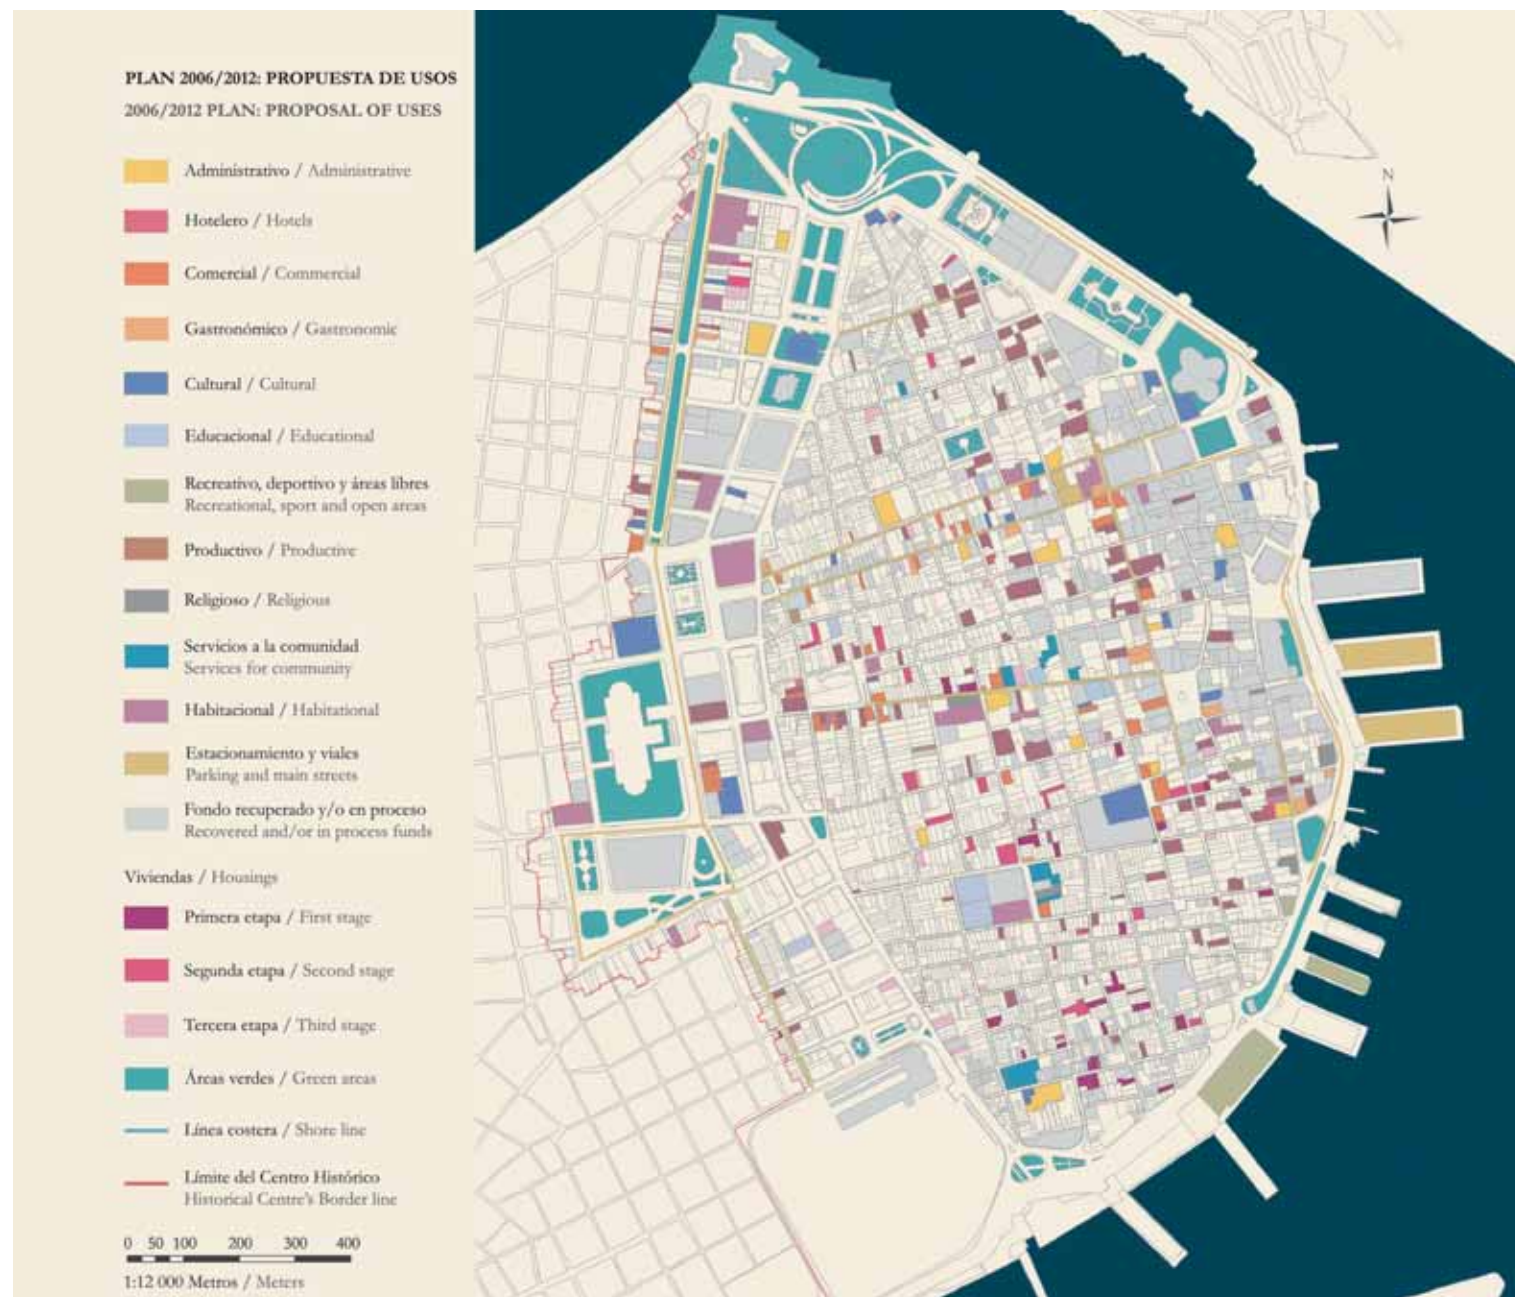 PLAN 2006/2012: PROPUESTA DE USOS
2006/2012 PLAN: PROPOSAL OF USES
Administrativo / Administrative
Hotelero / Hotels
Comercial / Commercial
Gastronómico / Gastronomic
Cultural / Cultural
Educacional / Educational
Recreativo, deportivo y áreas libres
Recreational, sport and open areas
Productivo / Productive
Religioso / Religious
Servicios a la comunidad
Services for community
Habitacional / Habitational
Estacionamiento y viales
Parking and main streets
Fondo recuperado y/o en proceso
Recovered and/or in process funds
Viviendas / Housings
Primera etapa / First stage
Segunda etapa / Second stage
Tercera etapa / Third stage
Áreas verdes / Green areas
Línea costera / Shore line
Límite del Centro Histórico
Historical Centre's Border line
0 50 100 200 300 400
1:12 000 Metros / Meters
N